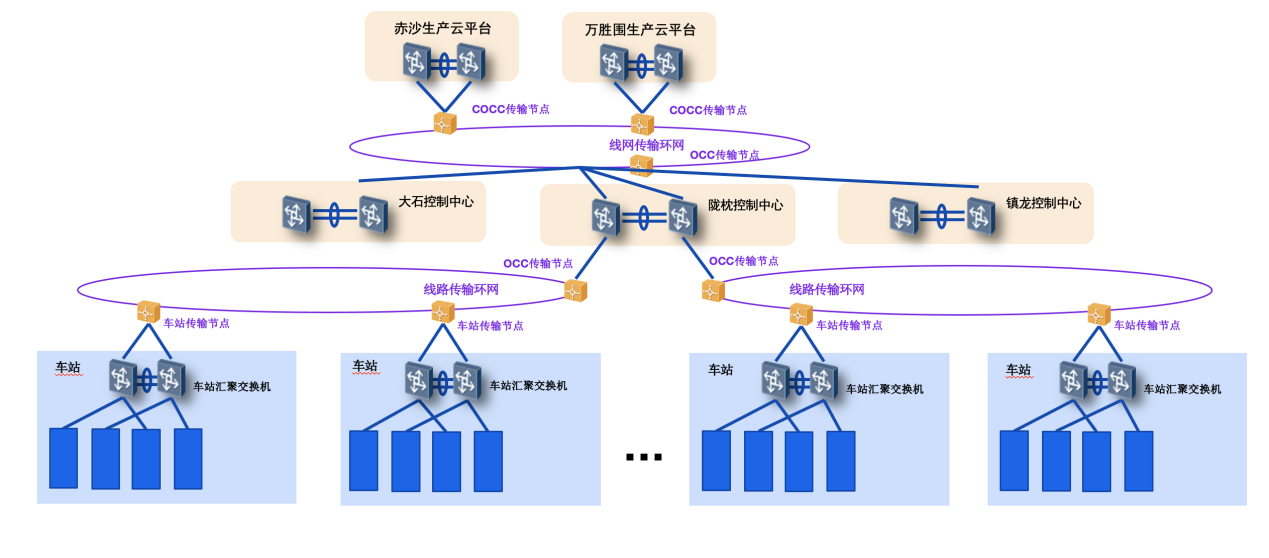 赤沙生产云平台
万胜围生产云平台
COCC传输节点
COCC传输节点
线网传输环网
OCC传输节点
大石控制中心
陇枕控制中心
镇龙控制中心
OCC传输节点
OCC传输节点
线路传输环网
线路传输环网
车站传输节点
车站传输节点
车站传输节点
车站传输节点
车站
车站汇聚交换机
车站
车站汇聚交换机
车站
车站汇聚交换机
车站
车站汇聚交换机